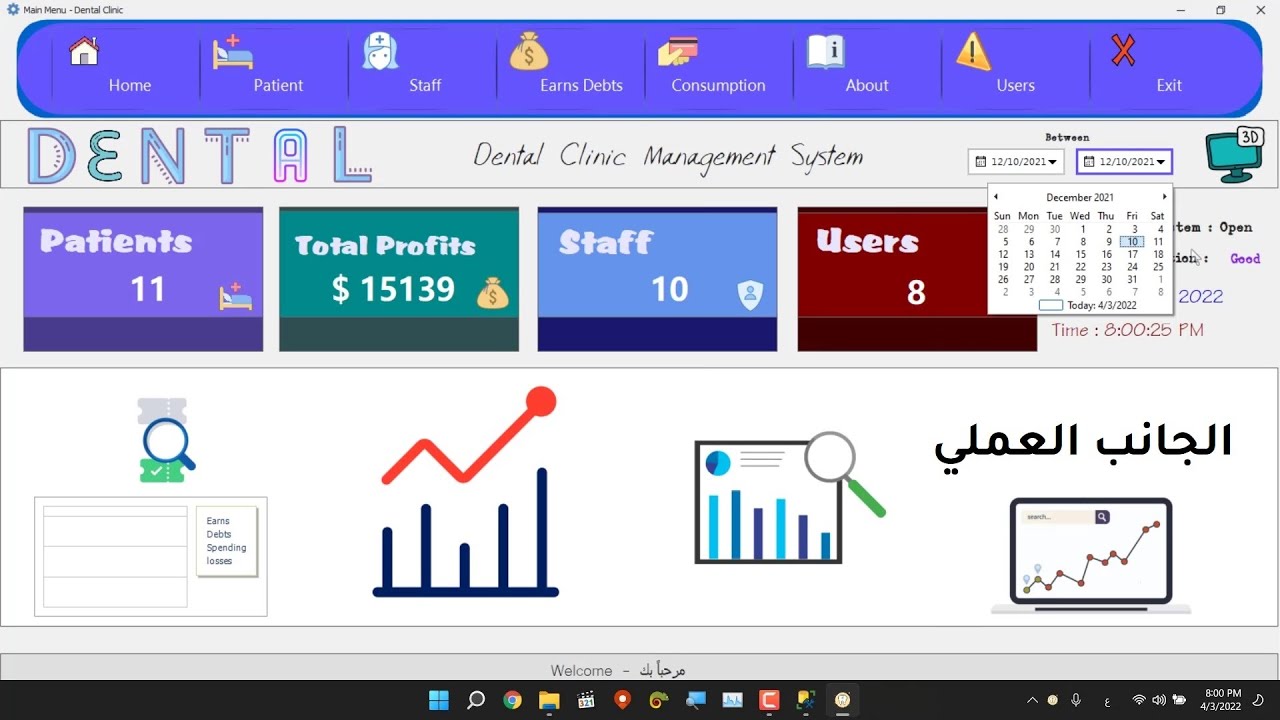 Main Menu - Dental Clinic
Home
Patient
Staff
Earns Debts
Consumption
About
Users
Exit
DENTAL
Dental Clinic Management System
Between
12/10/2021
12/10/2021
3D
Patients
11
Total Profits
$ 15139
Staff
10
Users
8
December 2021
Sun Mon Tue Wed Thu Fri Sat
28 29 30 1 2 3 4
5 6 7 8 9 10 11
12 13 14 15 16 17 18
19 20 21 22 23 24 25
26 27 28 29 30 31 1
2 3 4 5 6 7 8
Today: 4/3/2022
: Open
: Good
2022
Time : 8:00:25 PM
الجانب العملي
search...
Earns
Debts
Spending
losses
Welcome - مرحباً بك
321
ع
8:00 PM
4/3/2022